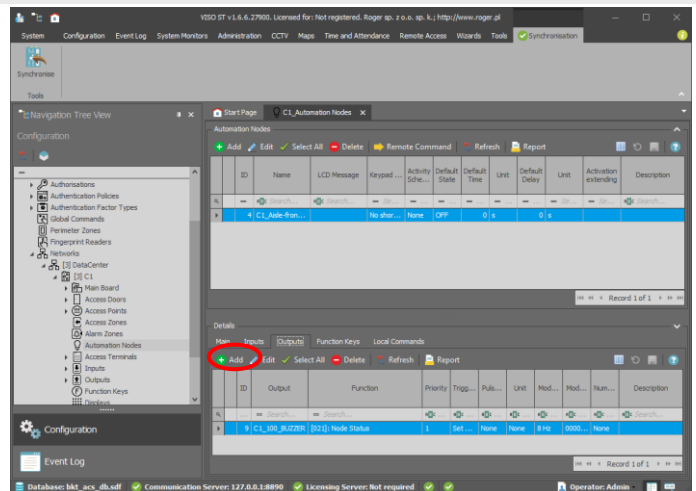 VISO ST v1.6.6.27900. Licensed for: Not registered. Roger sp. z o.o. sp. k.; http://www.roger.pl
System Configuration Event Log System Monitors Administration CCTV Maps Time and Attendance Remote Access Wizards Tools Synchronisation
Synchronise
Tools
Navigation Tree View
Configuration
Authorisations
Authentication Policies
Authentication Factor Types
Global Commands
Perimeter Zones
Fingerprint Readers
Networks
[3] DataCenter
[3] C1
Main Board
Access Doors
Access Points
Access Zones
Alarm Zones
Automation Nodes
Access Terminals
Inputs
Outputs
Function Keys
Displays
Configuration
Event Log
Start Page C1_Automation Nodes
Automation Nodes
Add Edit Select All Delete Remote Command Refresh Report
ID Name LCD Message Keypad ... Activity Sche... Default State Default Time Unit Default Delay Unit Activation extending Description
Search... Search... Search...
4 C1_Aisle-fron... No shor... None OFF 0 s 0 s
Record 1 of 1
Details
Main Inputs Outputs Function Keys Local Commands
Add Edit Select All Delete Refresh Report
ID Output Function Priority Trigg... Puls... Unit Mod... Mod... Num... Description
Search... Search... Search...
9 C1_100_BUZZER [021]: Node Status 1 Set ... None None 8 Hz 0000... None
Record 1 of 1
Database: bkt_acs_db.sdf Communication Server: 127.0.0.1:8890 Licensing Server: Not required Operator: Admin